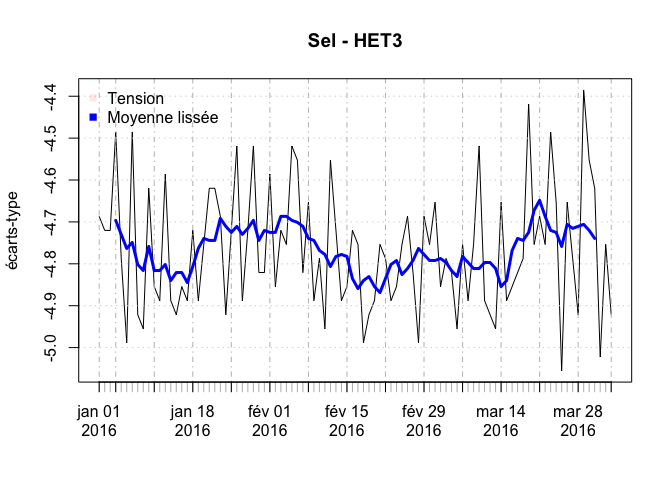 Sel - HET3
Tension
Moyenne lissée
écarts-type
-4.4
-4.5
-4.6
-4.7
-4.8
-4.9
-5.0
jan 01 jan 18 fév 01 fév 15 fév 29 mar 14 mar 28
2016 2016 2016 2016 2016 2016 2016